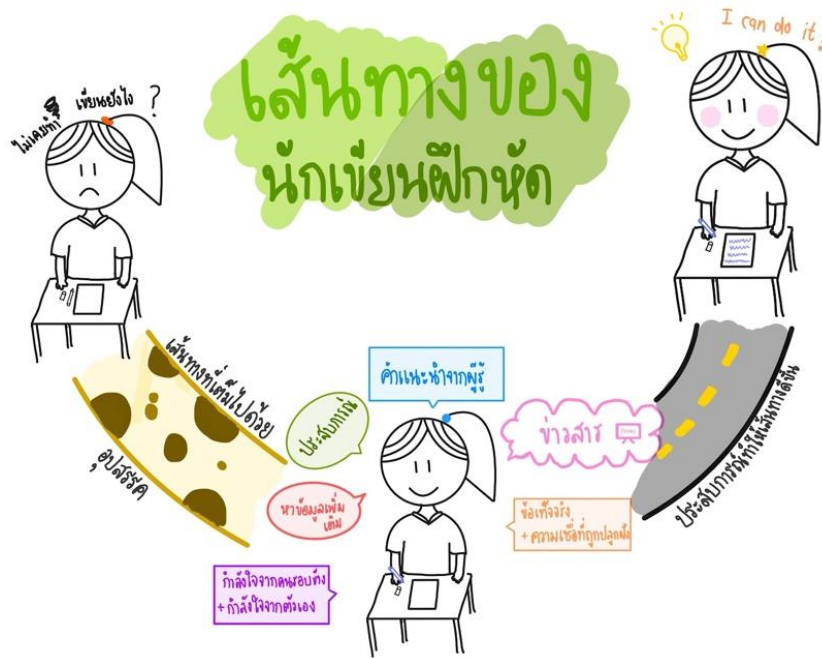 เส้นทางของ
นักเขียนฝึกหัด
ไม่เคยทำ
เขียนยังไง ?
I can do it
เส้นทางที่เต็มไปด้วย
อุปสรรค
ประสบการณ์
คำแนะนำจากผู้รู้
ข่าวสาร
หาข้อมูลเพิ่ม
เติม
ข้อเท็จจริง
+ ความเชื่อที่ถูกปลูกฝัง
กำลังใจจากคนรอบข้าง
+ กำลังใจจากตัวเอง
ประสบการณ์ทำให้เส้นทางดีขึ้น